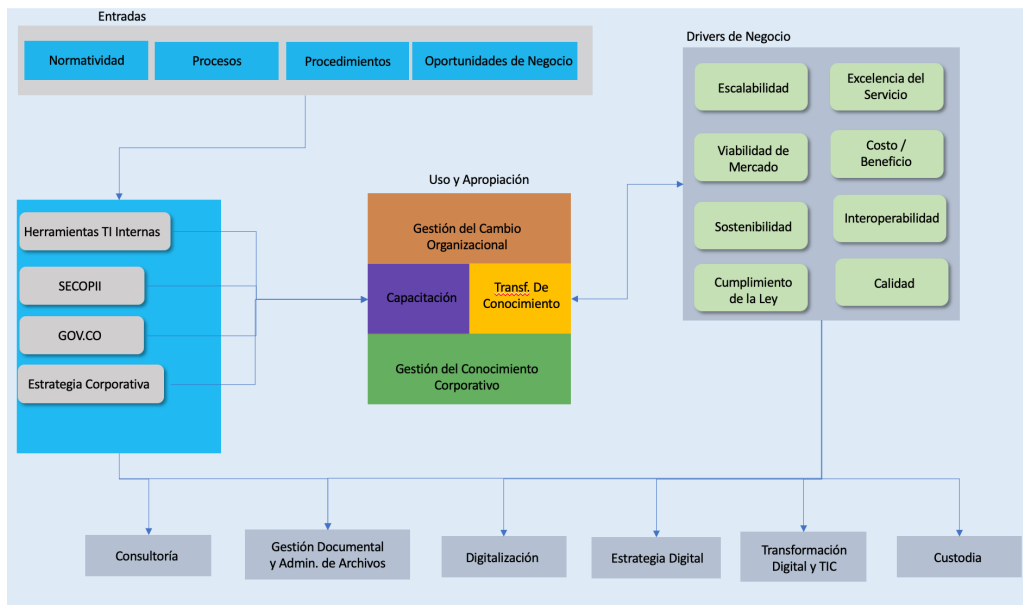 Entradas
Normatividad
Procesos
Procedimientos
Oportunidades de Negocio
Drivers de Negocio
Escalabilidad
Excelencia del
Servicio
Viabilidad de
Mercado
Costo /
Beneficio
Sostenibilidad
Interoperabilidad
Cumplimiento
de la Ley
Calidad
Herramientas TI Internas
SECOPII
GOV.CO
Estrategia Corporativa
Uso y Apropiación
Gestión del Cambio
Organizacional
Capacitación
Transf. De
Conocimiento
Gestión del Conocimiento
Corporativo
Consultoría
Gestión Documental
y Admin. de Archivos
Digitalización
Estrategia Digital
Transformación
Digital y TIC
Custodia